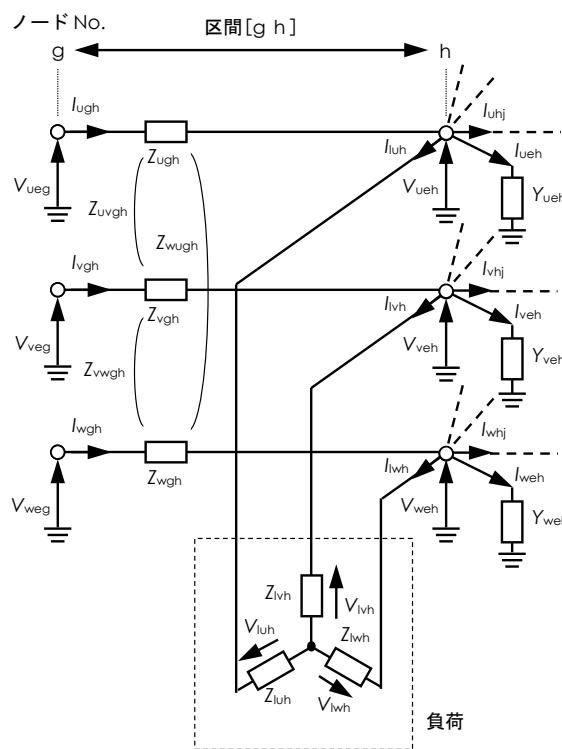 ノード No.
区間[g h]
g
h
Iugh
Zugh
Iuhj
Iluh
Iueh
Vueg
Zuvgh
Zwugh
Vueh
Yueh
Ivgh
Zvgh
Ivhj
Ilvh
Iveh
Vveg
Zvwgh
Vveh
Yveh
Iwgh
Zwgh
Iwhj
Ilwh
Iweh
Vweg
Vweh
Yweh
Zlvh
Vlvh
Vluh
Zlwh
Zluh
Vlwh
負荷